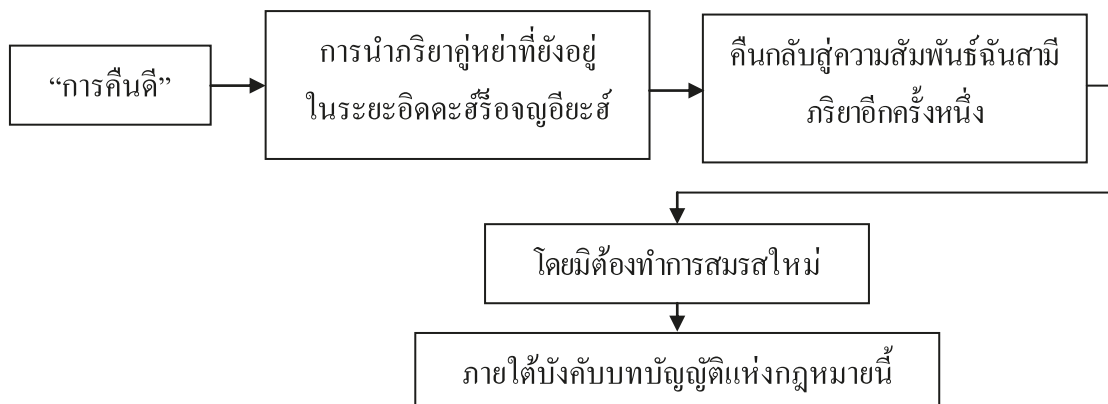 “การคืนดี”
การนำภริยาคู่หย่าที่ยังอยู่
ในระยะอิดดะฮ์ร็อจญอียะฮ์
คืนกลับสู่ความสัมพันธ์ฉันสามี
ภริยาอีกครั้งหนึ่ง
โดยมิต้องทำการสมรสใหม่
ภายใต้บังคับบทบัญญัติแห่งกฎหมายนี้